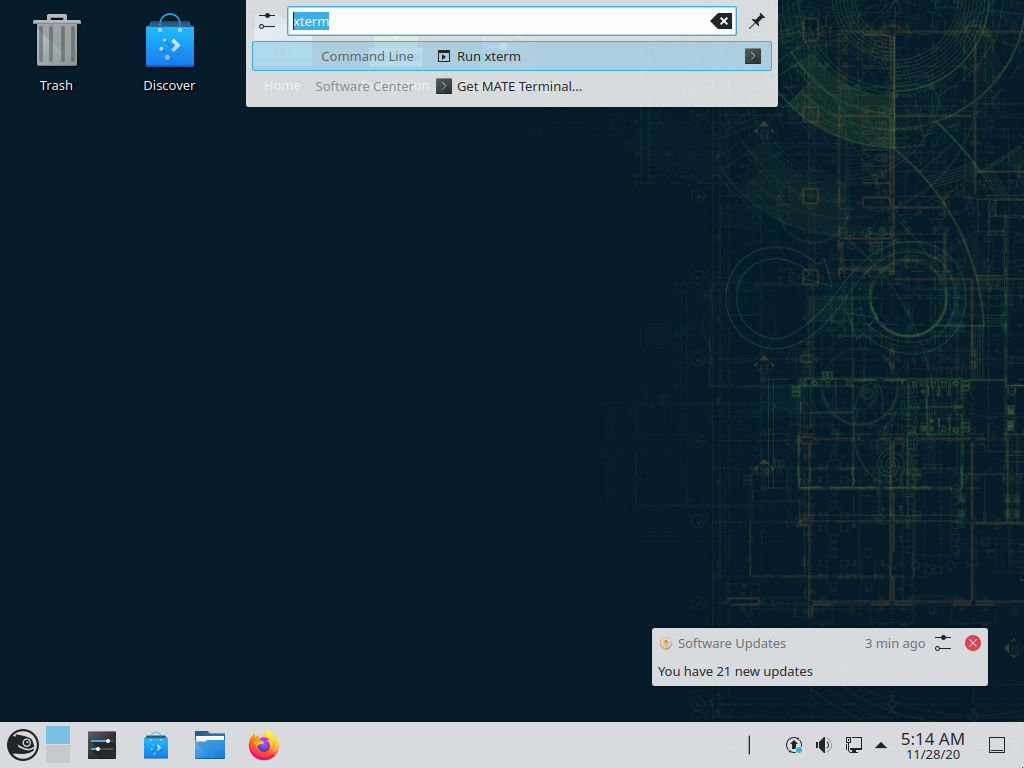 xterm
Command Line Run xterm
Software Center Get MATE Terminal...
Home
Trash
Discover
Software Updates 3 min ago
You have 21 new updates
5:14 AM
11/28/20